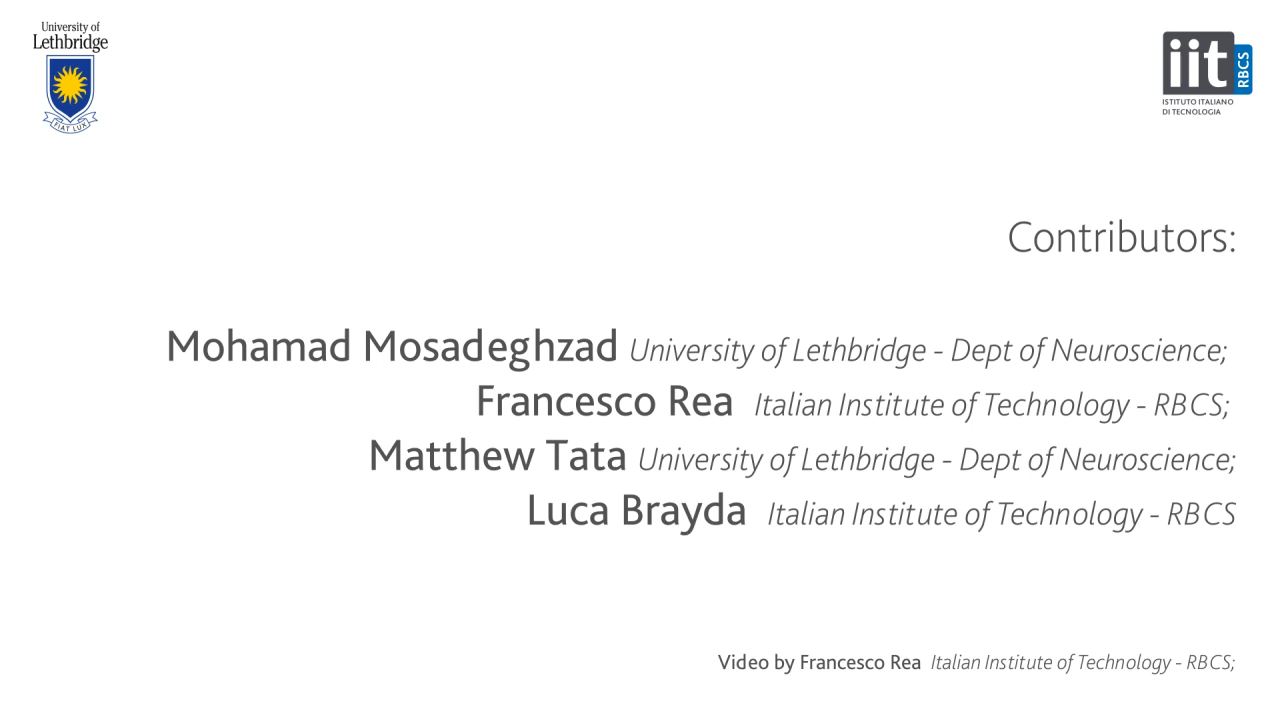 University of
Lethbridge
FIAT LUX
iit
RBCS
ISTITUTO ITALIANO
DI TECNOLOGIA
Contributors:
Mohamad Mosadeghzad University of Lethbridge - Dept of Neuroscience;
Francesco Rea Italian Institute of Technology - RBCS;
Matthew Tata University of Lethbridge - Dept of Neuroscience;
Luca Brayda Italian Institute of Technology - RBCS
Video by Francesco Rea Italian Institute of Technology - RBCS;